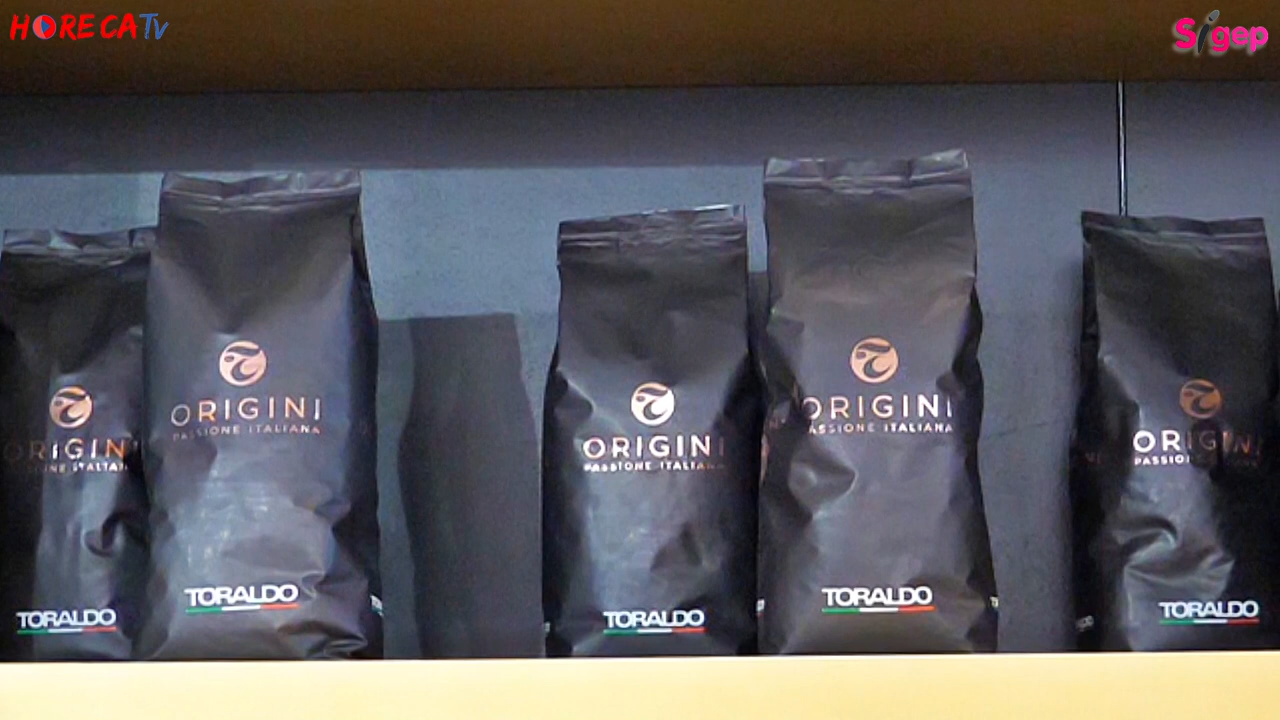 HORECATV
Sigep
ORIGINI
PASSIONE ITALIANA
TORALDO
ORIGINI
PASSIONE ITALIANA
TORALDO
ORIGINI
PASSIONE ITALIANA
TORALDO
ORIGINI
PASSIONE ITALIANA
TORALDO
ORIGINI
PASSIONE
TORALDO